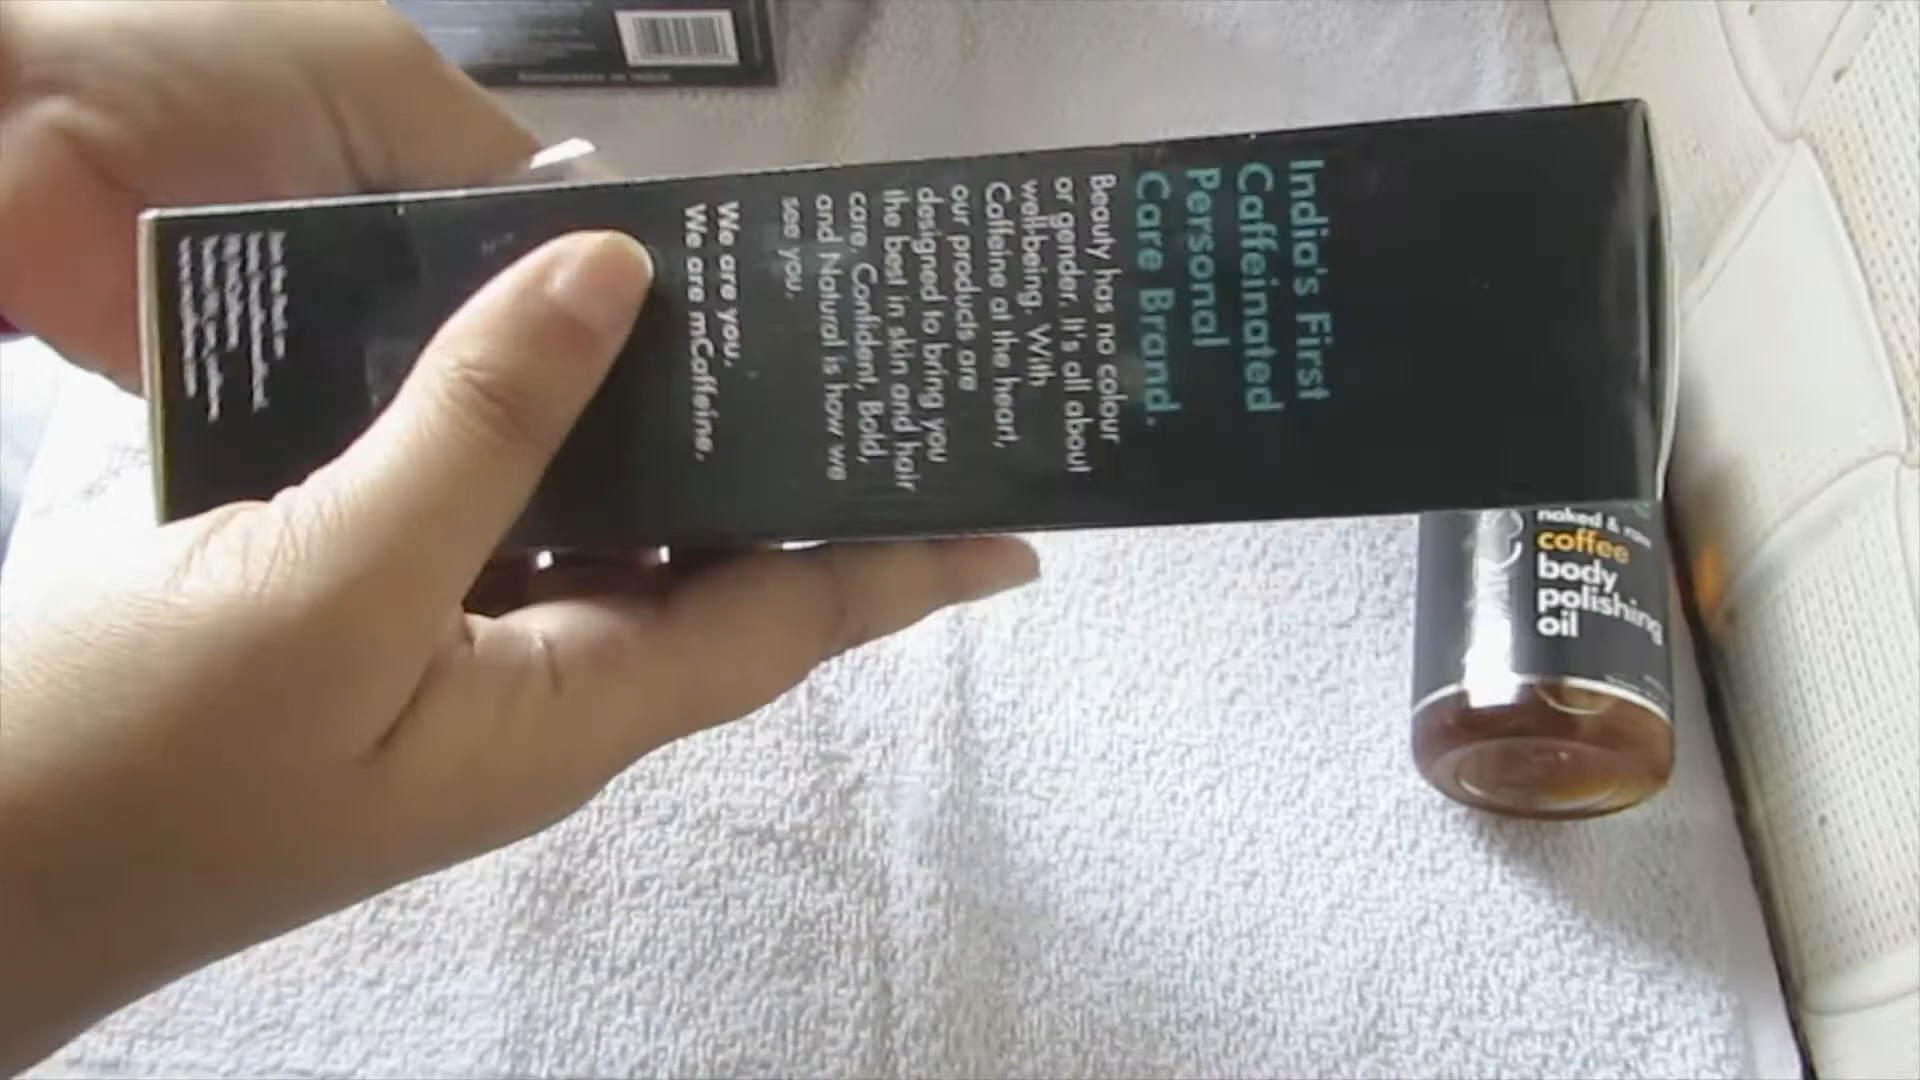 India's First
Caffeinated
Personal
Care Brand.
Beauty has no colour
or gender. It's all about
well-being. With
Caffeine at the heart,
our products are
designed to bring you
the best in skin and hair
care. Confident, Bold,
and Natural is how we
see you.
We are you.
We are mCaffeine.
naked & raw
coffee
body
polishing
oil